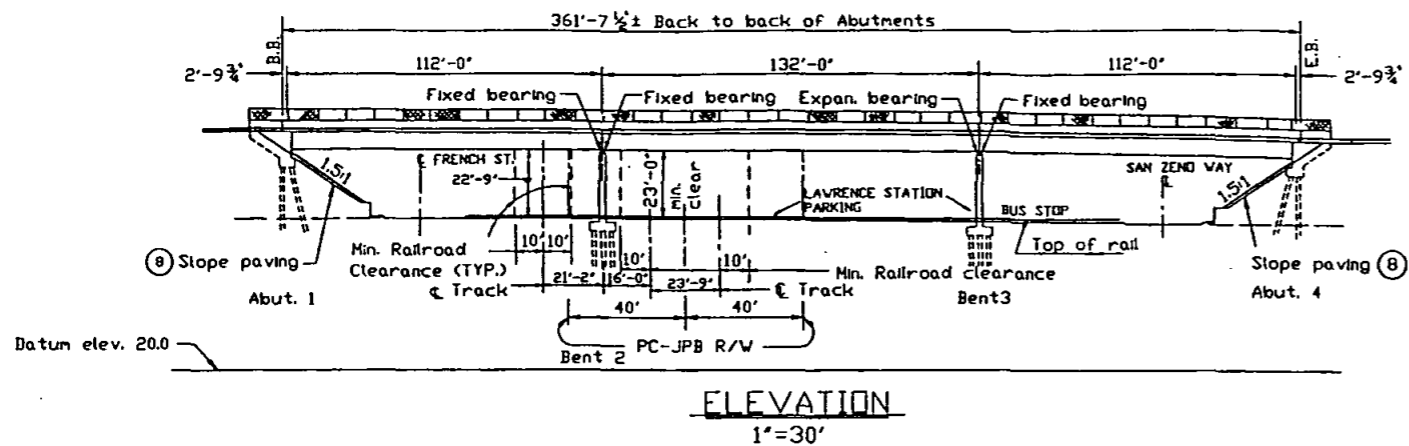 361'-7 ½"± Back to back of Abutments
B.B.
E.B.
2'-9¾"
112'-0"
132'-0"
112'-0"
2'-9¾"
Fixed bearing
Fixed bearing
Expan. bearing
Fixed bearing
1.5:1
℄ FRENCH ST.
22'-9"
23'-0"
min.
clear
LAWRENCE STATION
PARKING
BUS STOP
SAN ZENO WAY
℄
1.5:1
Top of rail
10'
10'
10'
10'
8 Slope paving
Min. Railroad
Clearance (TYP.)
℄ Track
21'-2"
6'-0"
23'-9"
Min. Railroad clearance
℄ Track
Bent3
Slope paving 8
Abut. 1
Abut. 4
40'
40'
PC-JPB R/W
Bent 2
Datum elev. 20.0
ELEVATION
1"=30'